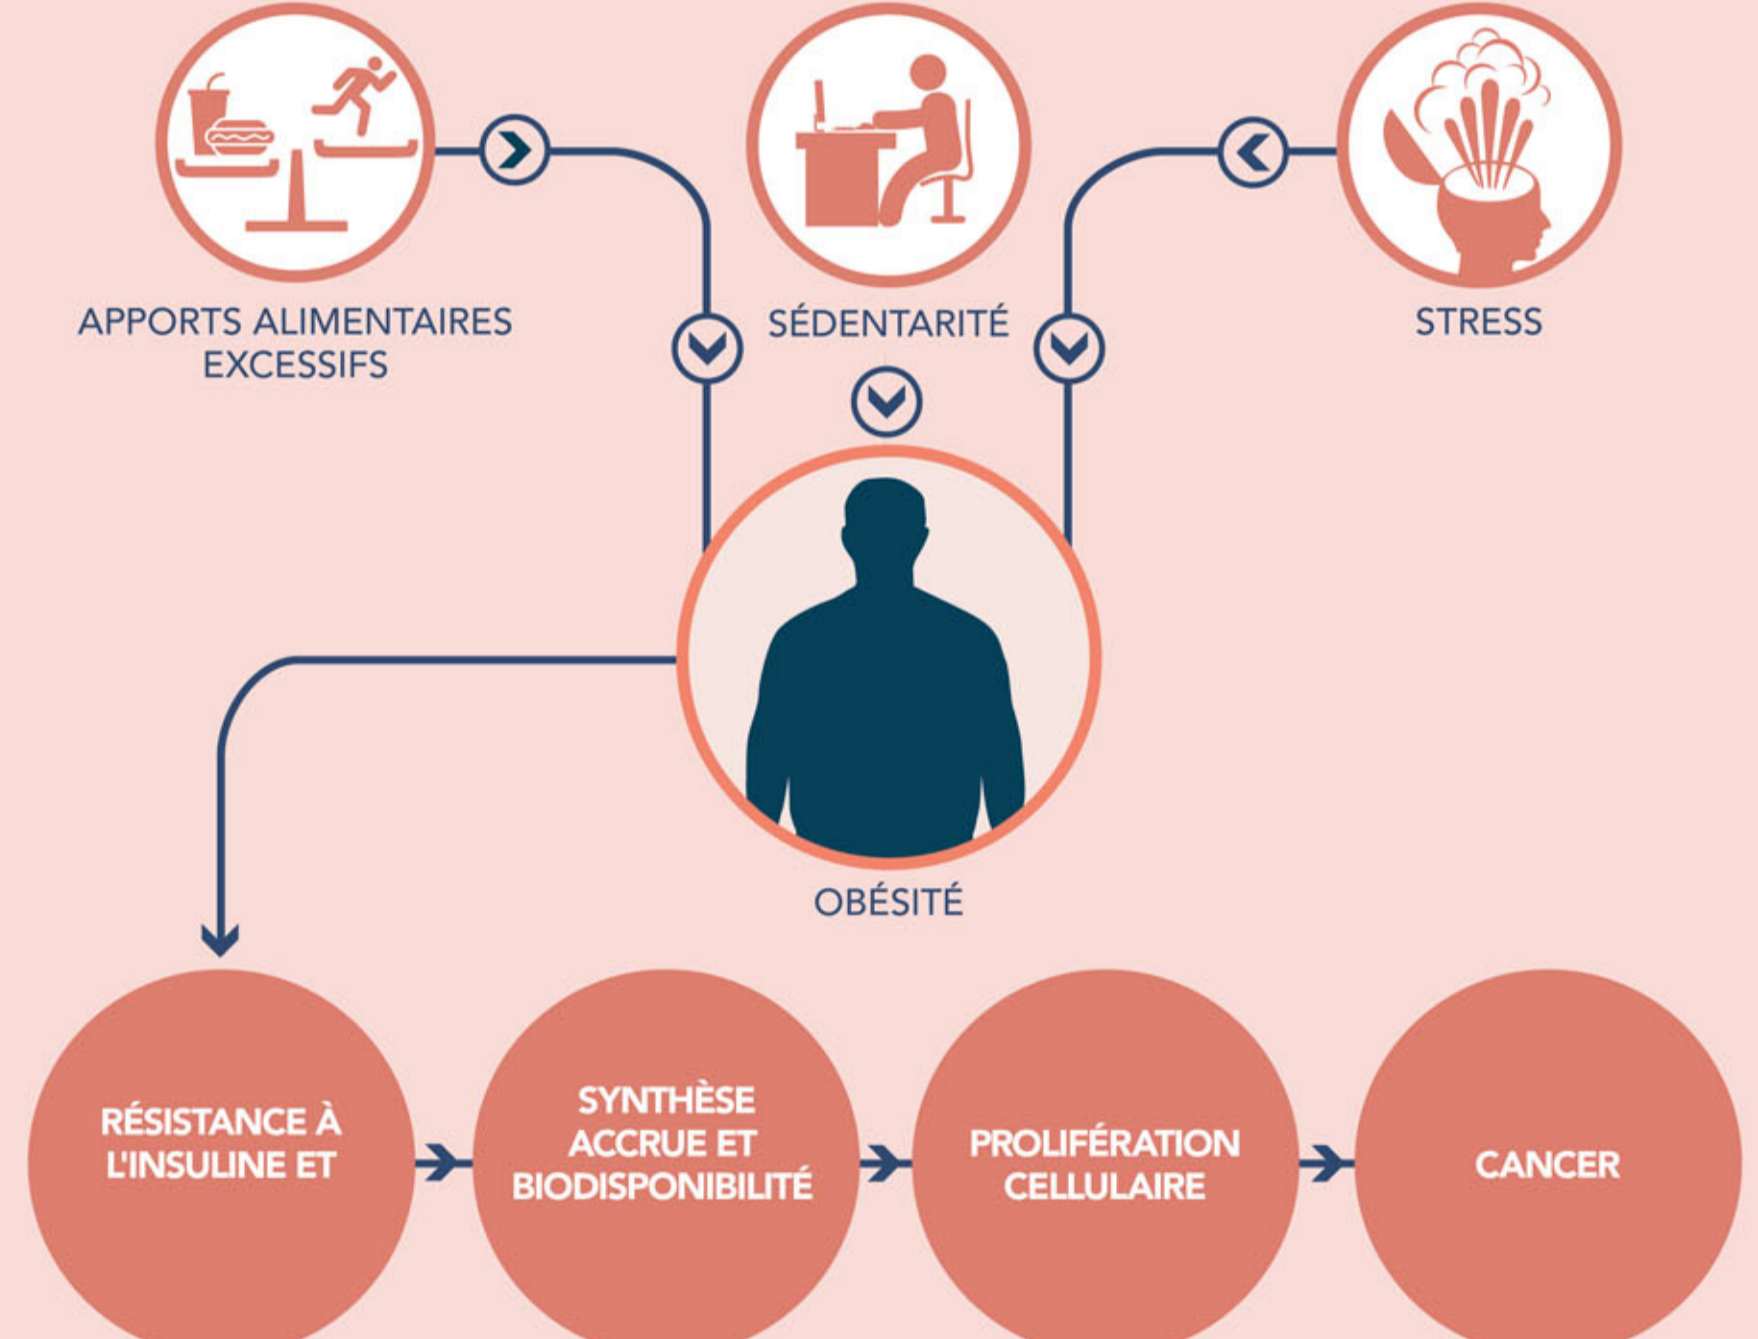 APPORTS ALIMENTAIRES
EXCESSIFS
SÉDENTARITÉ
STRESS
OBÉSITÉ
RÉSISTANCE À
L'INSULINE ET
SYNTHÈSE
ACCRUE ET
BIODISPONIBILITÉ
PROLIFÉRATION
CELLULAIRE
CANCER